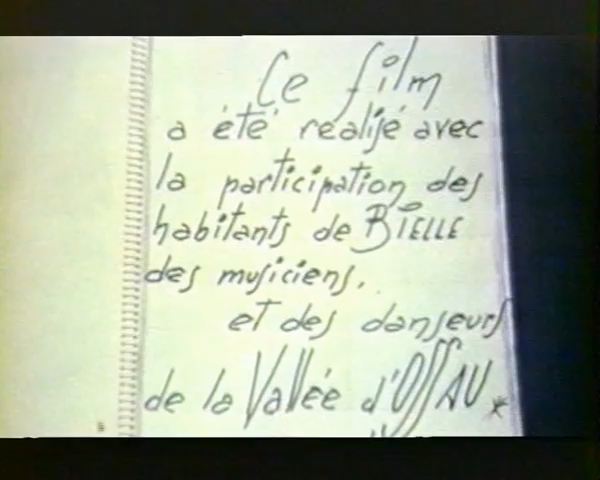 Ce film
a été réalisé avec
la participation des
habitants de BIELLE
des musiciens,
et des danseurs
de la Vallée d'OSSAU *